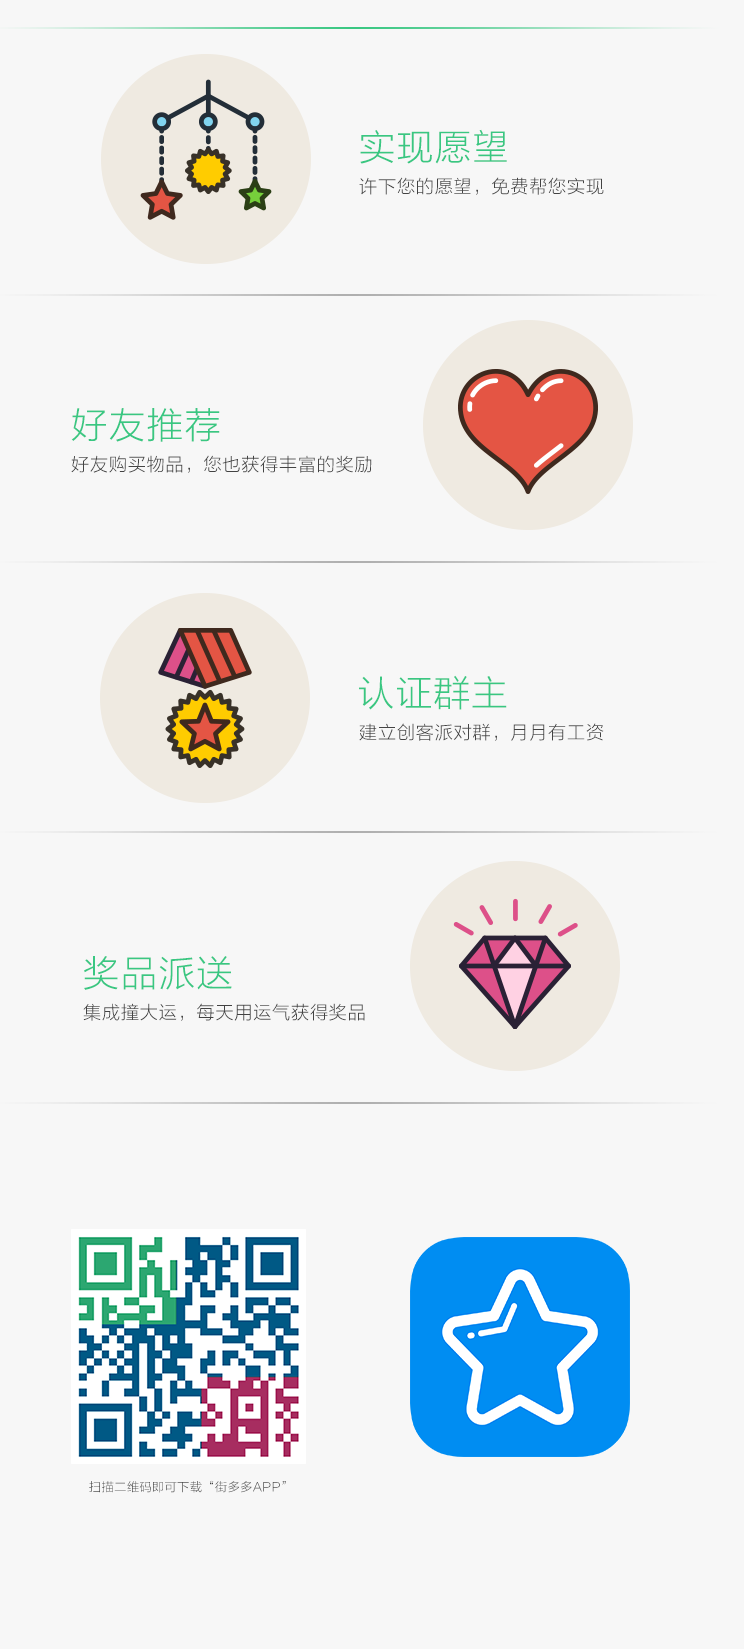 实现愿望
许下您的愿望，免费帮您实现
好友推荐
好友购买物品，您也获得丰富的奖励
认证群主
建立创客派对群，月月有工资
奖品派送
集成撞大运，每天用运气获得奖品
扫描二维码即可下载“街多多APP”